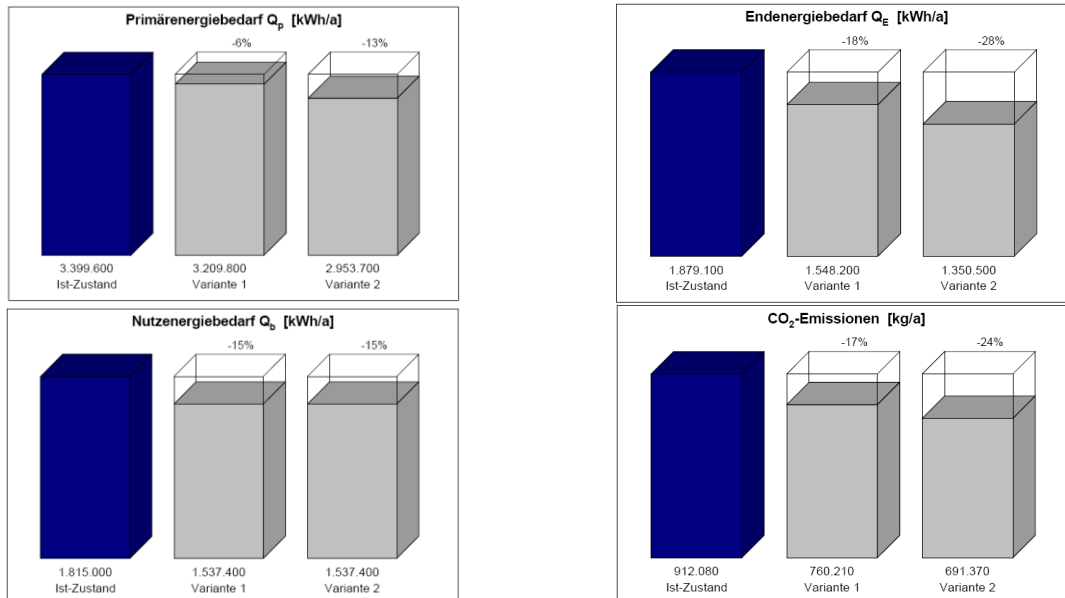 Primärenergiebedarf Qp [kWh/a]
-6%
-13%
3.399.600
3.209.800
2.953.700
Ist-Zustand
Variante 1
Variante 2
Endenergiebedarf QE [kWh/a]
-18%
-28%
1.879.100
1.548.200
1.350.500
Ist-Zustand
Variante 1
Variante 2
Nutzenergiebedarf Qb [kWh/a]
-15%
-15%
1.815.000
1.537.400
1.537.400
Ist-Zustand
Variante 1
Variante 2
CO2-Emissionen [kg/a]
-17%
-24%
912.080
760.210
691.370
Ist-Zustand
Variante 1
Variante 2